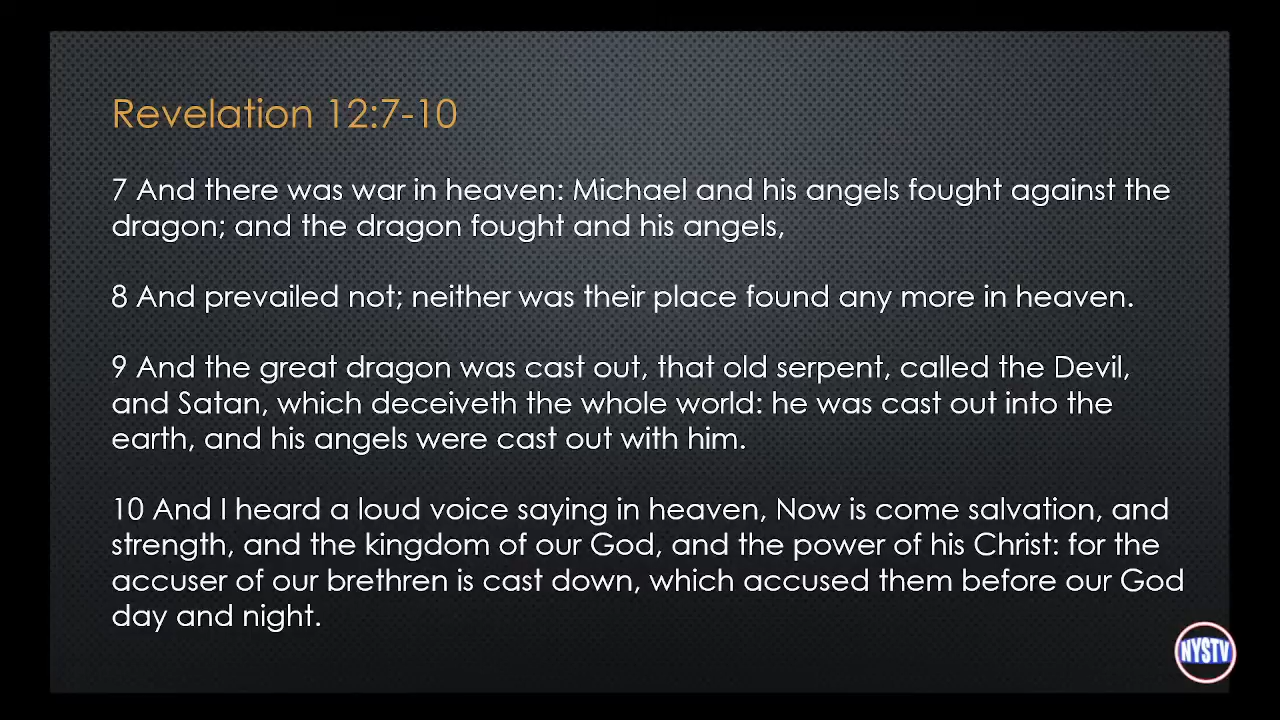 Revelation 12:7-10
7 And there was war in heaven: Michael and his angels fought against the
dragon; and the dragon fought and his angels,
8 And prevailed not; neither was their place found any more in heaven.
9 And the great dragon was cast out, that old serpent, called the Devil,
and Satan, which deceiveth the whole world: he was cast out into the
earth, and his angels were cast out with him.
10 And I heard a loud voice saying in heaven, Now is come salvation, and
strength, and the kingdom of our God, and the power of his Christ: for the
accuser of our brethren is cast down, which accused them before our God
day and night.
NYSTV